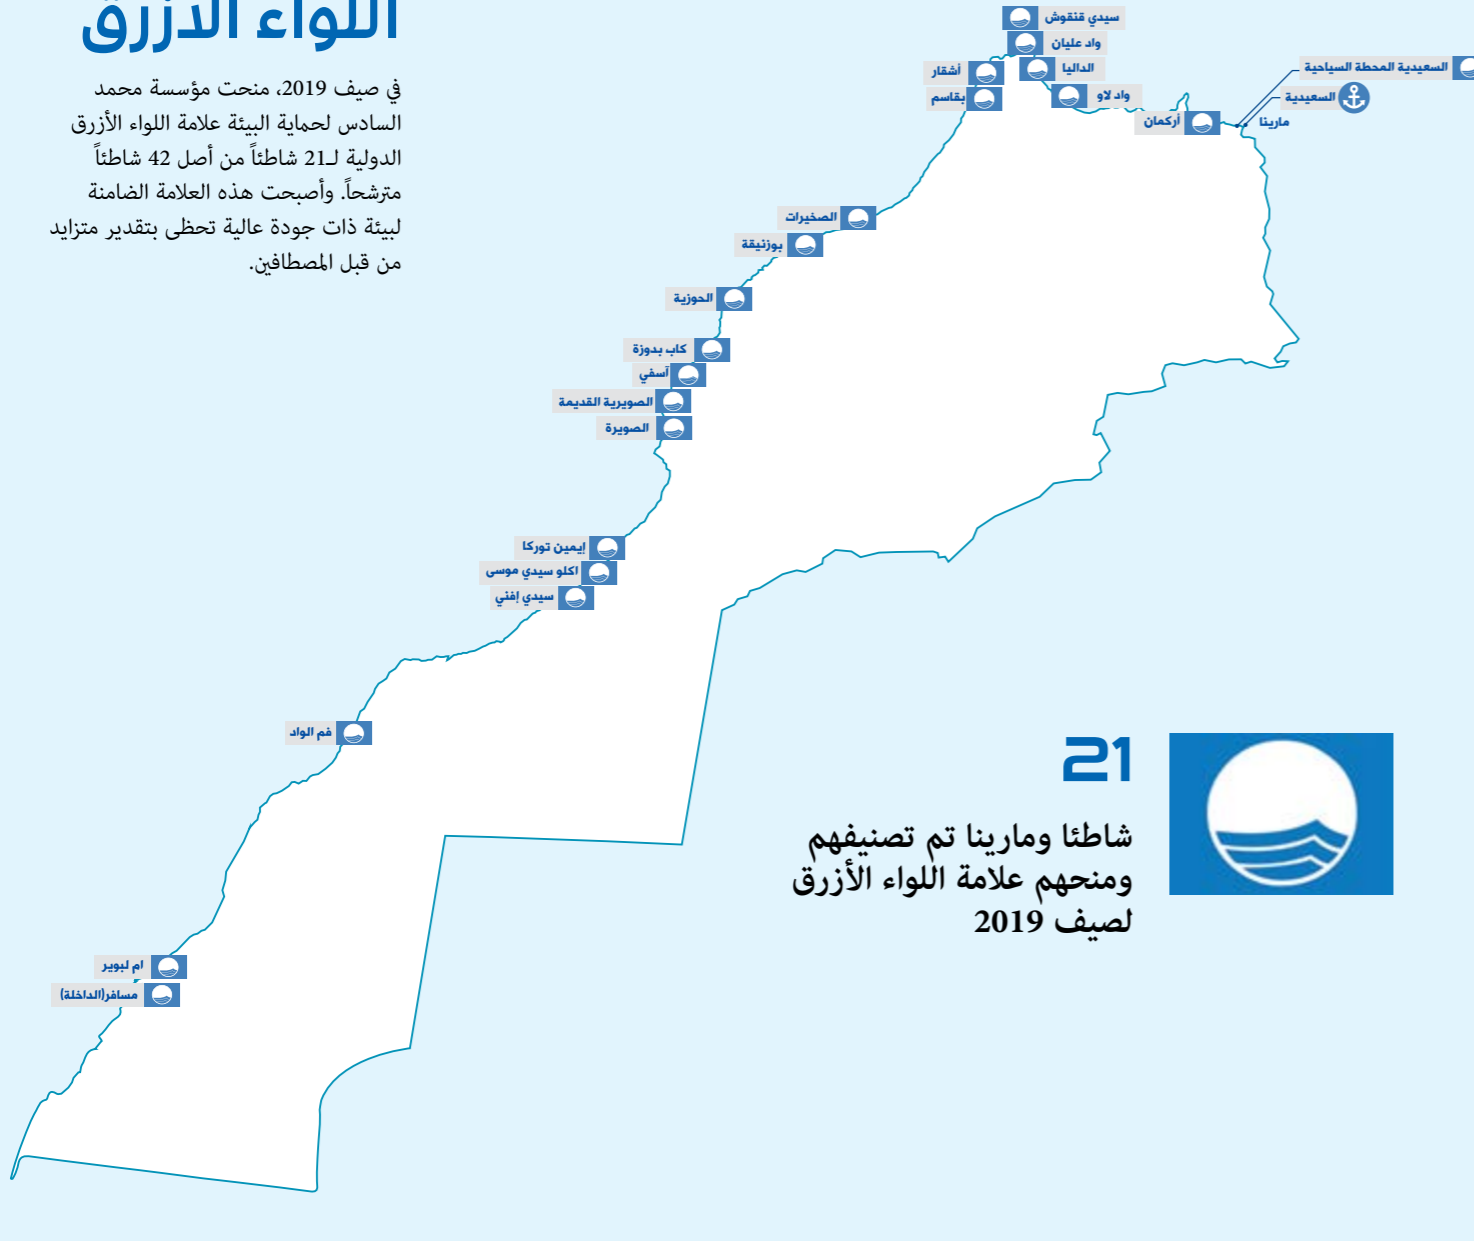 اللواء الأزرق
في صيف 2019، منحت مؤسسة محمد
السادس لحماية البيئة علامة اللواء الأزرق
الدولية لـ21 شاطئاً من أصل 42 شاطئاً
مترشحاً. وأصبحت هذه العلامة الضامنة
لبيئة ذات جودة عالية تحظى بتقدير متزايد
من قبل المصطافين.
سيدي قنقوش
واد عليان
الداليا
أشقار
بقاسم
واد لاو
أركمان
السعيدية المحطة السياحية
السعيدية
مارينا
الصخيرات
بوزنيقة
الحوزية
كاب بدوزة
آسفي
الصويرية القديمة
الصويرة
إيمين توركا
اكلو سيدي موسى
سيدي إفني
فم الواد
ام لبوير
مسافر(الداخلة)
21
شاطئا ومارينا تم تصنيفهم
ومنحهم علامة اللواء الأزرق
لصيف 2019